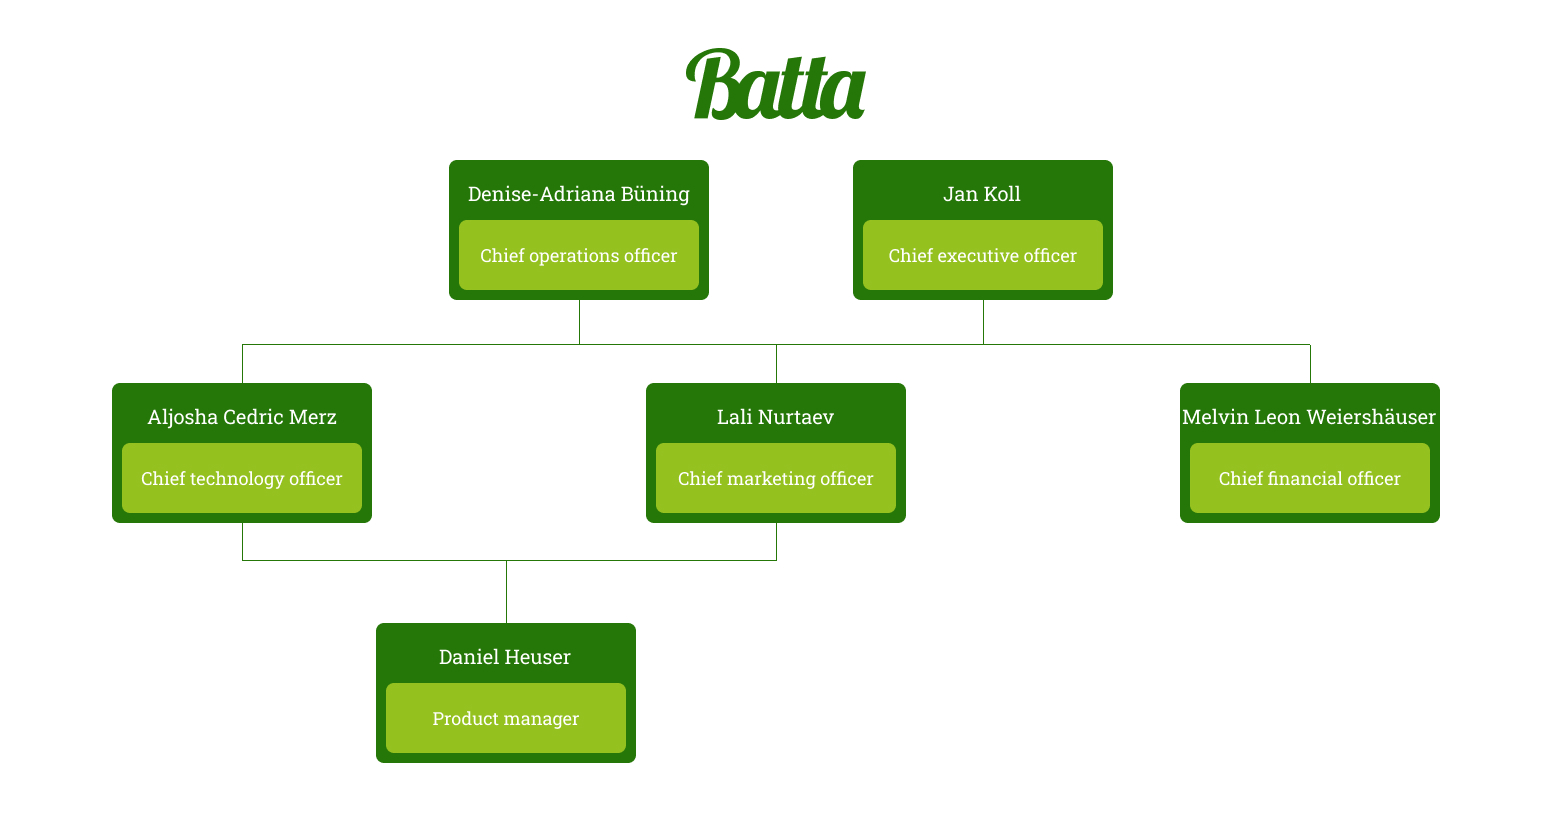 Batta
Denise-Adriana Büning
Chief operations officer
Jan Koll
Chief executive officer
Aljosha Cedric Merz
Chief technology officer
Lali Nurtaev
Chief marketing officer
Melvin Leon Weiershäuser
Chief financial officer
Daniel Heuser
Product manager